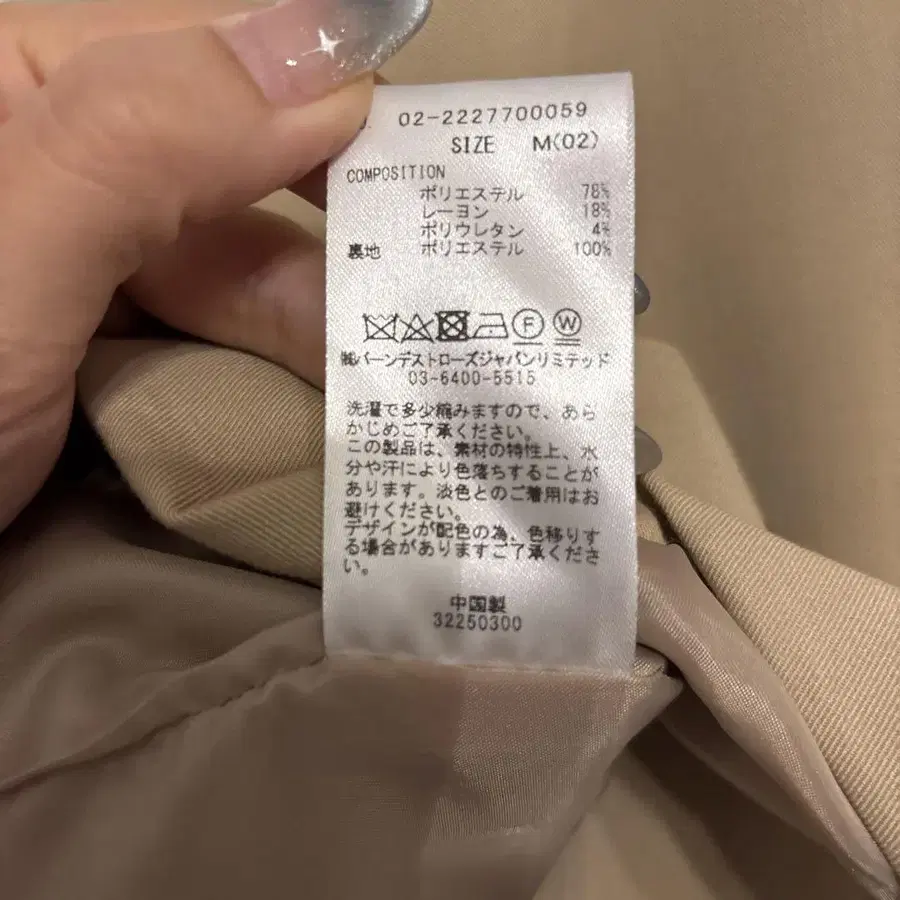 02-2227700059
SIZE M(02)
COMPOSITION
ポリエステル 78%
レーヨン 18%
ポリウレタン 4%
裏地 ポリエステル 100%
F W
㈱バーンデストローズジャパンリミテッド
03-6400-5515
洗濯で多少縮みますので、あら
かじめご了承ください。
この製品は、素材の特性上、水
分や汗により色落ちすることが
あります。淡色とのご着用はお
避けください。
デザインが配色の為、色移りす
る場合がありますご了承くださ
い。
中国製
32250300